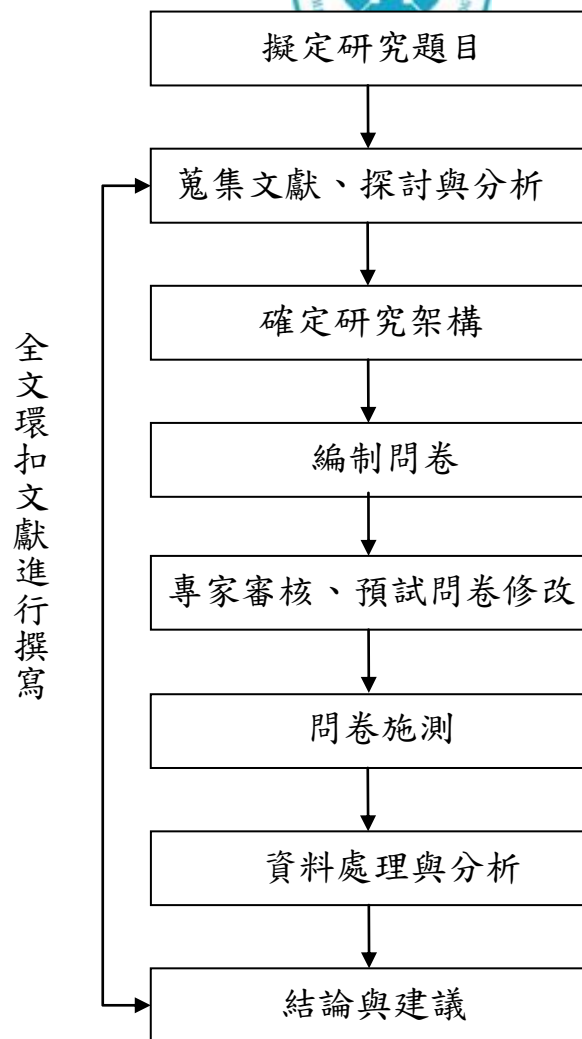 擬定研究題目
蒐集文獻、探討與分析
確定研究架構
編制問卷
專家審核、預試問卷修改
問卷施測
資料處理與分析
結論與建議
全文環扣文獻進行撰寫